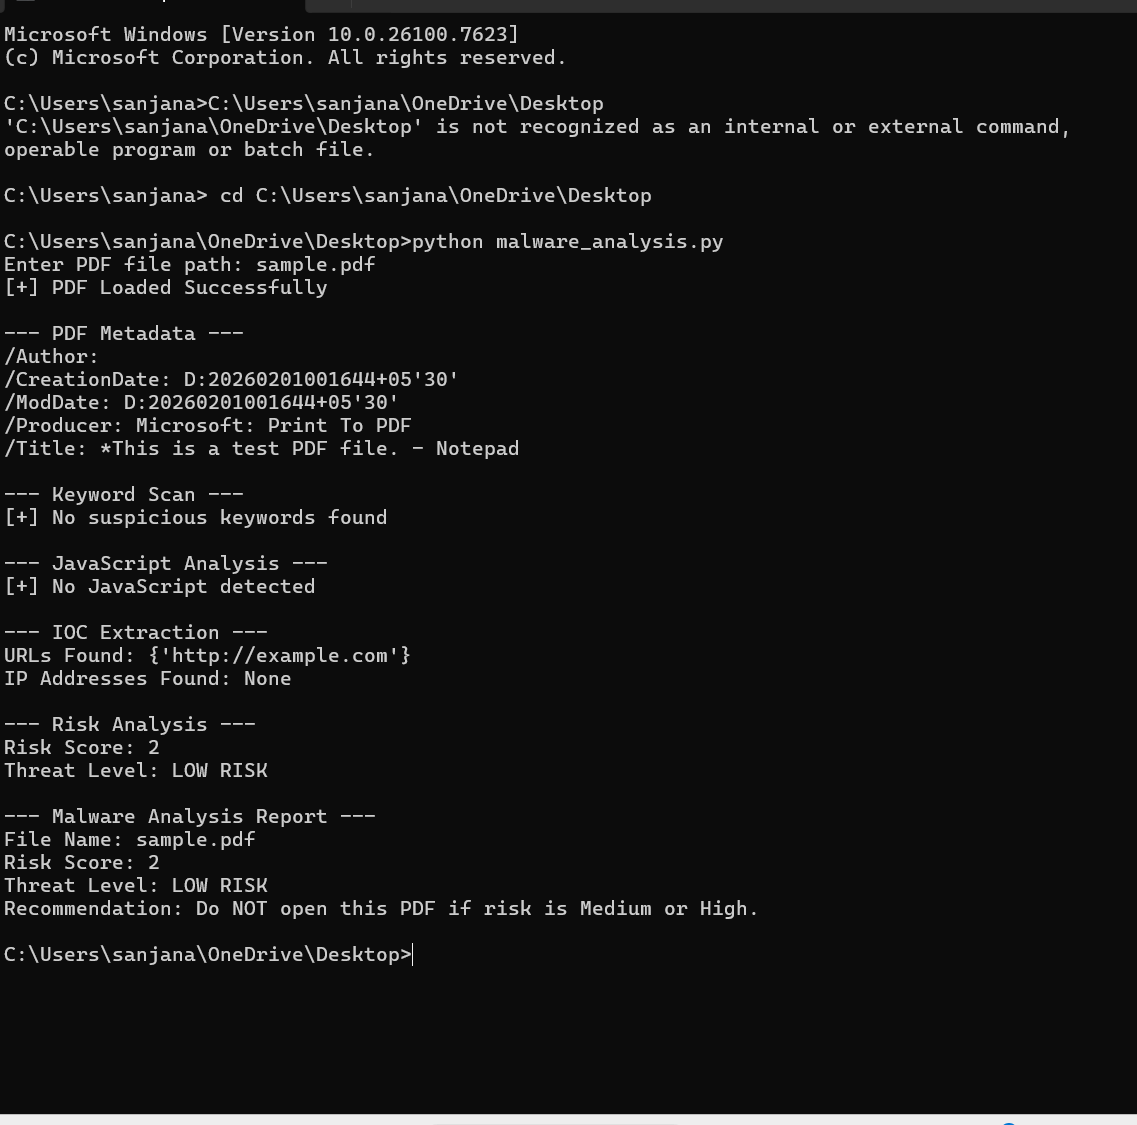 Microsoft Windows [Version 10.0.26100.7623]
(c) Microsoft Corporation. All rights reserved.
C:\Users\sanjana>C:\Users\sanjana\OneDrive\Desktop
'C:\Users\sanjana\OneDrive\Desktop' is not recognized as an internal or external command,
operable program or batch file.
C:\Users\sanjana> cd C:\Users\sanjana\OneDrive\Desktop
C:\Users\sanjana\OneDrive\Desktop>python malware_analysis.py
Enter PDF file path: sample.pdf
[+] PDF Loaded Successfully
--- PDF Metadata ---
/Author:
/CreationDate: D:20260201001644+05'30'
/ModDate: D:20260201001644+05'30'
/Producer: Microsoft: Print To PDF
/Title: *This is a test PDF file. - Notepad
--- Keyword Scan ---
[+] No suspicious keywords found
--- JavaScript Analysis ---
[+] No JavaScript detected
--- IOC Extraction ---
URLs Found: {'http://example.com'}
IP Addresses Found: None
--- Risk Analysis ---
Risk Score: 2
Threat Level: LOW RISK
--- Malware Analysis Report ---
File Name: sample.pdf
Risk Score: 2
Threat Level: LOW RISK
Recommendation: Do NOT open this PDF if risk is Medium or High.
C:\Users\sanjana\OneDrive\Desktop>